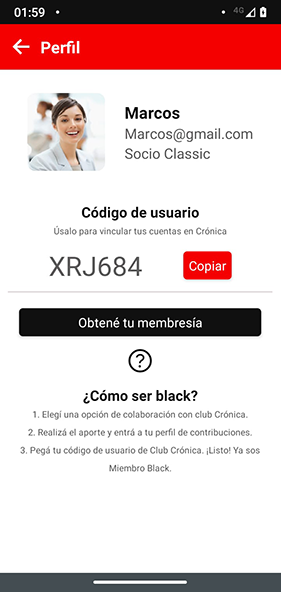 01:59
4G
Perfil
Marcos
Marcos@gmail.com
Socio Classic
Código de usuario
Úsalo para vincular tus cuentas en Crónica
XRJ684
Copiar
Obtené tu membresía
¿Cómo ser black?
1. Elegí una opción de colaboración con club Crónica.
2. Realizá el aporte y entrá a tu perfil de contribuciones.
3. Pegá tu código de usuario de Club Crónica. ¡Listo! Ya sos
Miembro Black.